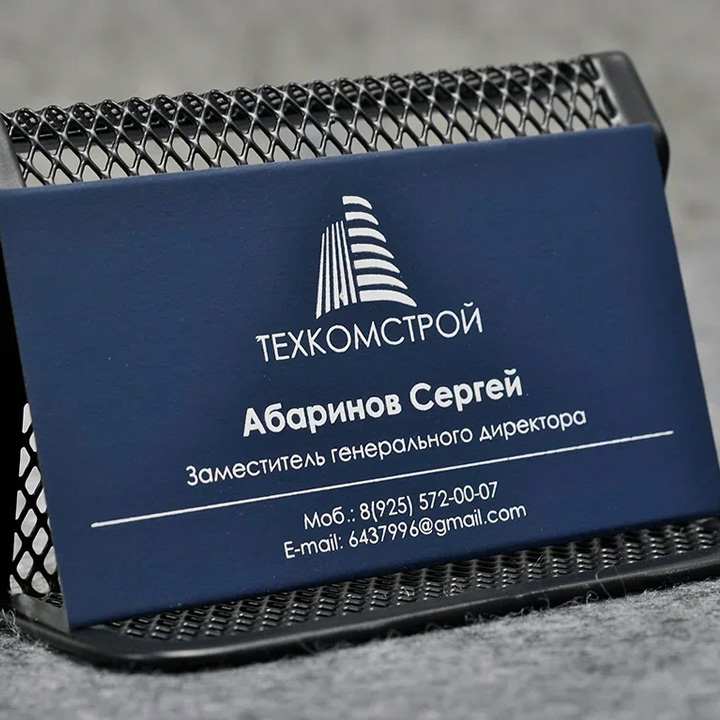 ТЕХКОМСТРОЙ
Абаринов Сергей
Заместитель генерального директора
Моб.: 8(925) 572-00-07
E-mail: 6437996@gmail.com